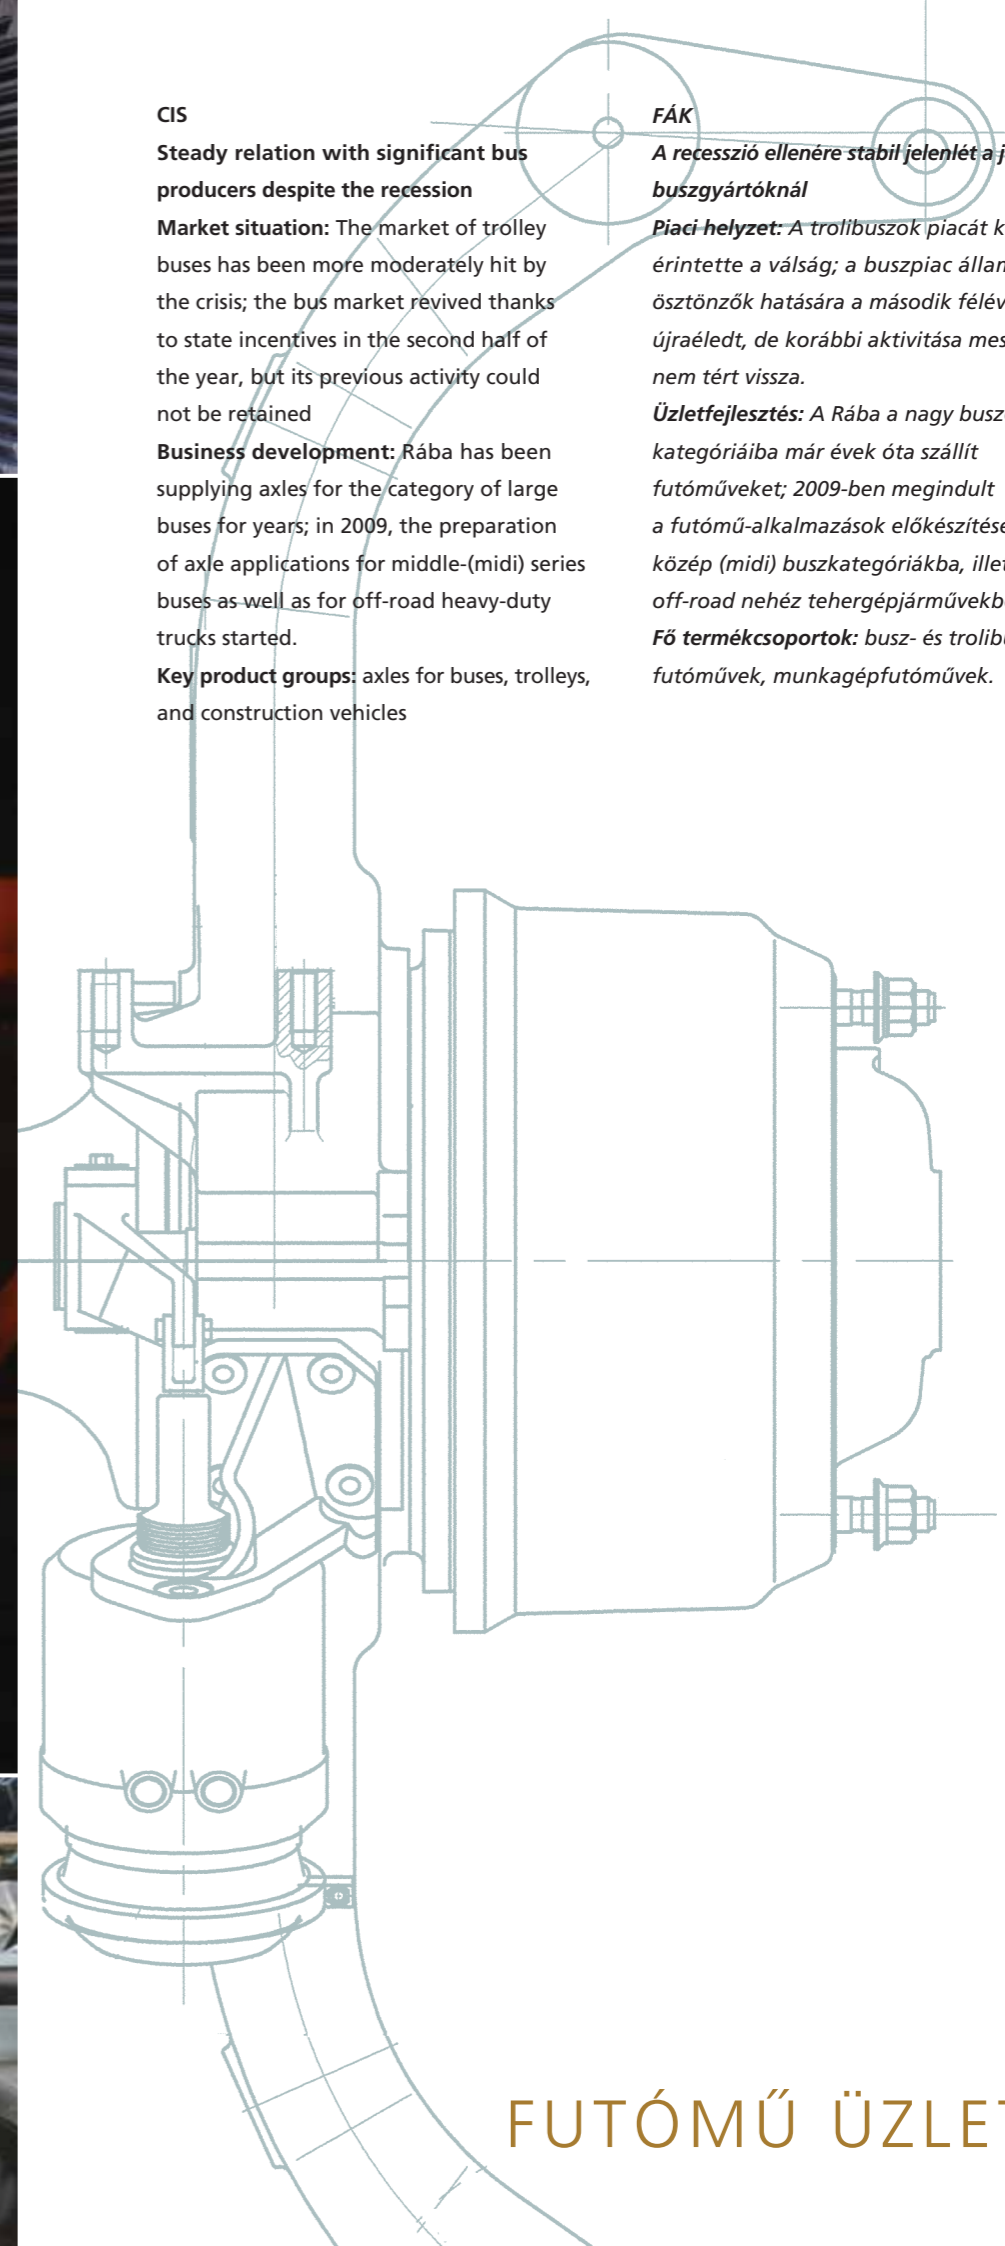 CIS
Steady relation with significant bus
producers despite the recession
Market situation: The market of trolley
buses has been more moderately hit by
the crisis; the bus market revived thanks
to state incentives in the second half of
the year, but its previous activity could
not be retained
Business development: Rába has been
supplying axles for the category of large
buses for years; in 2009, the preparation
of axle applications for middle-(midi) series
buses as well as for off-road heavy-duty
trucks started.
Key product groups: axles for buses, trolleys,
and construction vehicles
FÁK
A recesszió ellenére stabil jelenlét a
buszgyártóknál
Piaci helyzet: A trolibuszok piacát
érintette a válság; a buszpiac
ösztönzők hatására a második
újraéledt, de korábbi aktivitása
nem tért vissza.
Üzletfejlesztés: A Rába a nagy
kategóriáiba már évek óta szállít
futóműveket; 2009-ben megindult
a futómű-alkalmazások
közép (midi) buszkategóriákba,
off-road nehéz
Fő termékcsoportok: busz- és
futóművek, munkagépfutóművek.
FUTÓMŰ